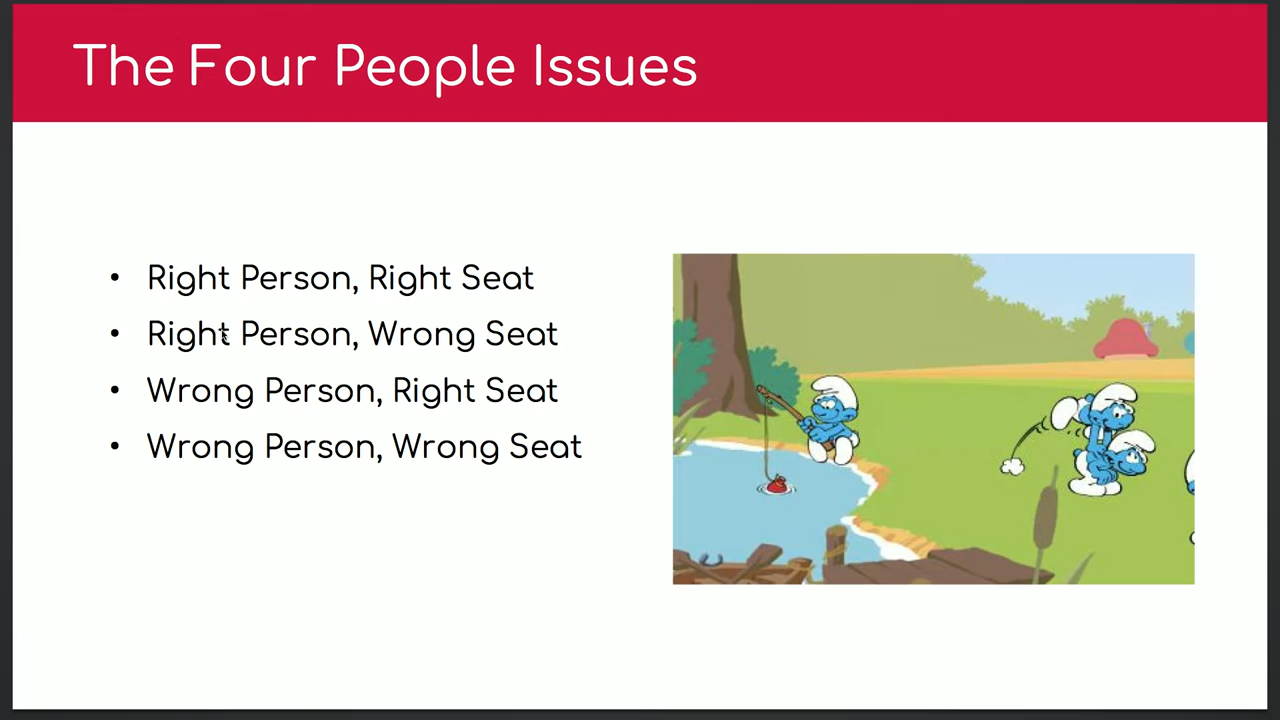 The Four People Issues
• Right Person, Right Seat
• Right Person, Wrong Seat
• Wrong Person, Right Seat
• Wrong Person, Wrong Seat